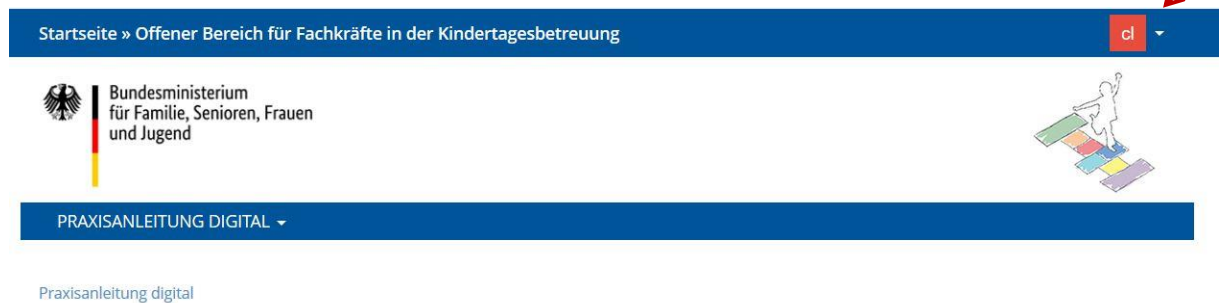 Startseite » Offener Bereich für Fachkräfte in der Kindertagesbetreuung
cl
Bundesministerium
für Familie, Senioren, Frauen
und Jugend
PRAXISANLEITUNG DIGITAL
Praxisanleitung digital